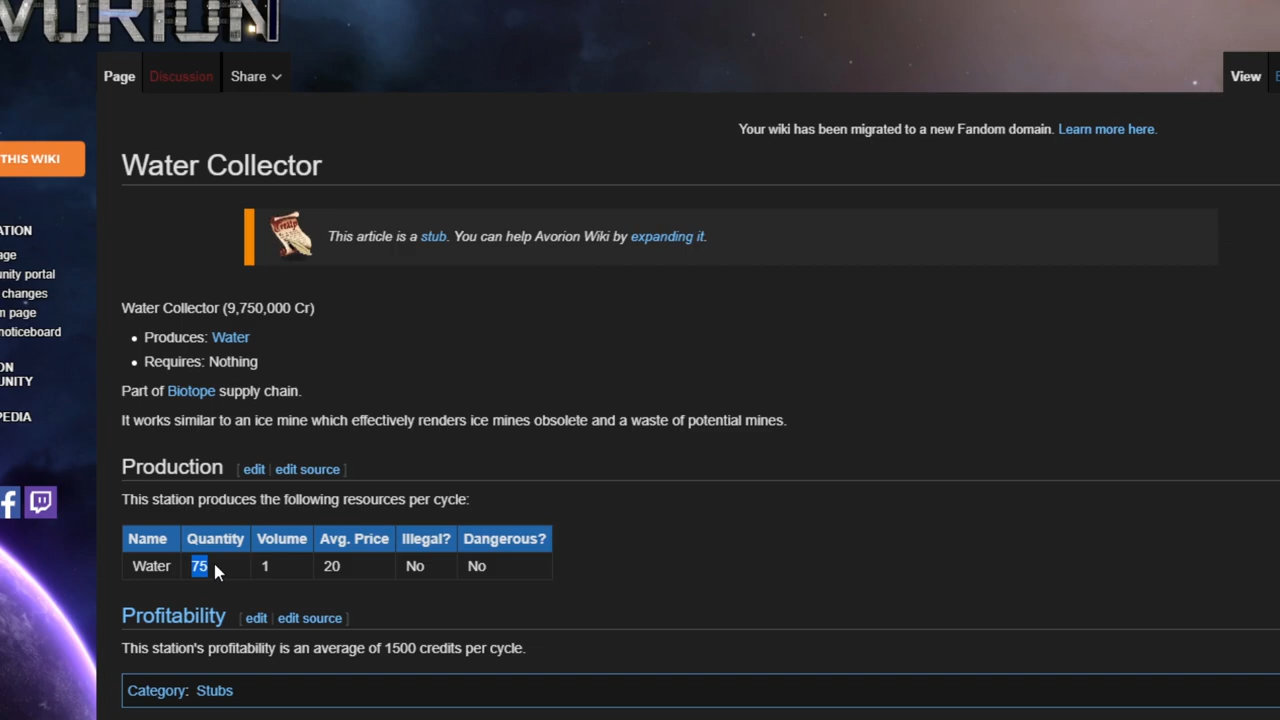 AVORION
Page Discussion Share View
Your wiki has been migrated to a new Fandom domain. Learn more here.
THIS WIKI
Water Collector
This article is a stub. You can help Avorion Wiki by expanding it.
Water Collector (9,750,000 Cr)
• Produces: Water
• Requires: Nothing
Part of Biotope supply chain.
It works similar to an ice mine which effectively renders ice mines obsolete and a waste of potential mines.
Production [ edit | edit source ]
This station produces the following resources per cycle:
Name Quantity Volume Avg. Price Illegal? Dangerous?
Water 75 1 20 No No
Profitability [ edit | edit source ]
This station's profitability is an average of 1500 credits per cycle.
Category: Stubs
ATION
age
unity portal
changes
m page
noticeboard
ON
UNITY
PEDIA